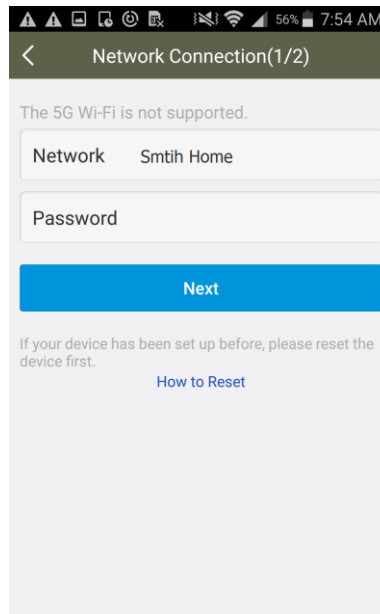 56% 7:54 AM
Network Connection(1/2)
The 5G Wi-Fi is not supported.
Network Smtih Home
Password
Next
If your device has been set up before, please reset the
device first.
How to Reset